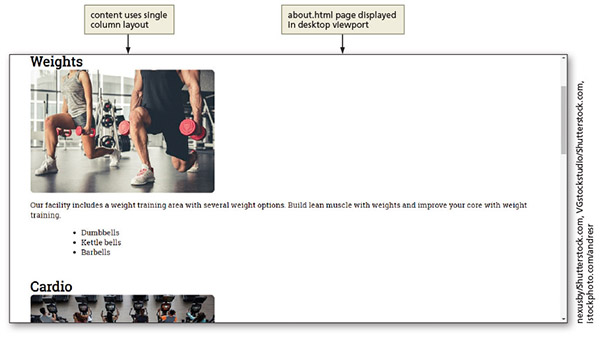 content uses single
column layout
about.html page displayed
in desktop viewport
Weights
Our facility includes a weight training area with several weight options. Build lean muscle with weights and improve your core with weight
training.
• Dumbbells
• Kettle bells
• Barbells
Cardio
nexusby/Shutterstock.com, VGstockstudio/Shutterstock.com,
istockphoto.com/andresr